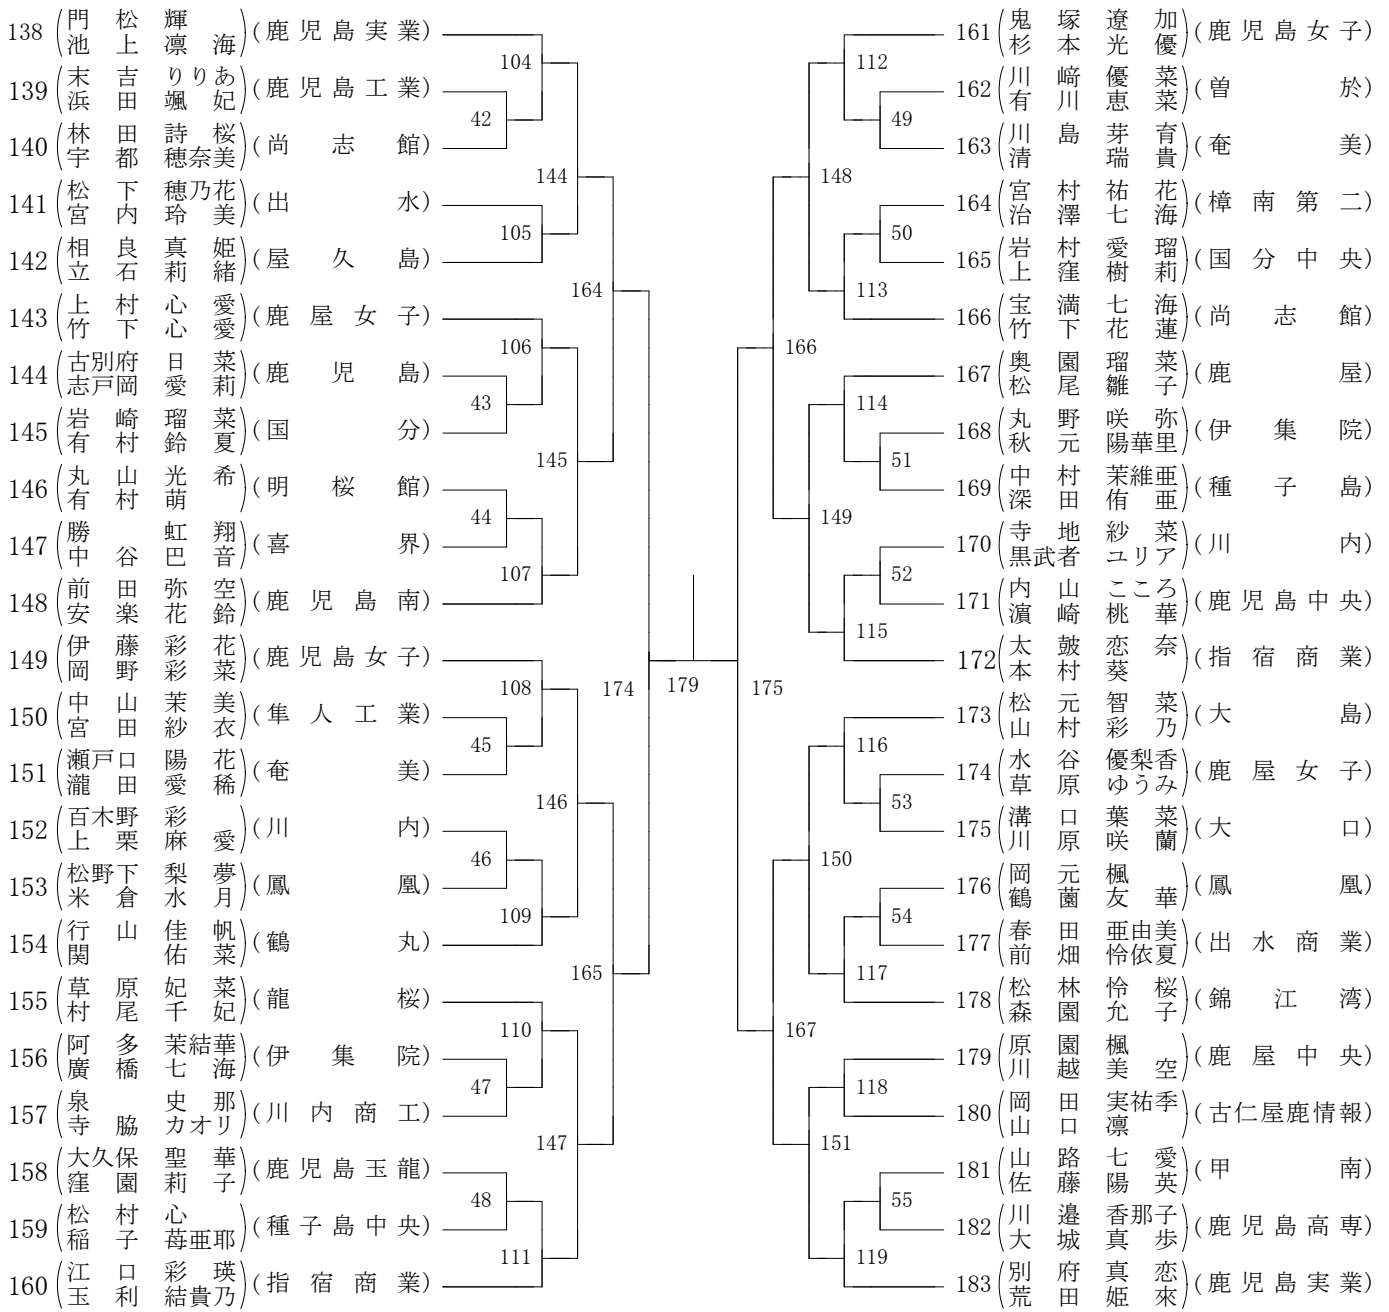 138 門松輝 池上凛海 (鹿児島実業)
139 末吉りりあ 浜田颯妃 (鹿児島工業)
140 林田詩桜 宇都穂奈美 (尚志館)
141 松下穂乃花 宮内玲美 (出水)
142 相良真姫 立石莉緒 (屋久島)
143 上村心愛 竹下心愛 (鹿屋女子)
144 古別府日菜 志戸岡愛莉 (鹿児島)
145 岩崎瑠菜 有村鈴夏 (国分)
146 丸山光希 有村萌 (明桜館)
147 勝虹翔 中谷巴音 (喜界)
148 前田弥空 安楽花鈴 (鹿児島南)
149 伊藤彩花 岡野彩菜 (鹿児島女子)
150 中山茉美 宮田紗衣 (隼人工業)
151 瀬戸口陽花 瀧田愛稀 (奄美)
152 百木野彩 上栗麻愛 (川内)
153 松野下梨夢 米倉水月 (鳳凰)
154 行山佳帆 関佑菜 (鶴丸)
155 草原妃菜 村尾千妃 (龍桜)
156 阿多茉結華 廣橋七海 (伊集院)
157 泉史那 寺脇カオリ (川内商工)
158 大久保聖華 窪園莉子 (鹿児島玉龍)
159 松村心 稲子苺亜耶 (種子島中央)
160 江口彩瑛 玉利結貴乃 (指宿商業)
104
42
144
105
164
106
43
145
44
107
108
174
45
146
46
109
165
110
47
147
48
111
179
112
49
148
50
113
166
114
51
149
52
115
175
116
53
150
54
117
167
118
151
55
119
161 鬼塚遼加 杉本光優 (鹿児島女子)
162 川﨑優菜 有川恵菜 (曽於)
163 川島芽育 清瑞貴 (奄美)
164 宮村祐花 治澤七海 (樟南第二)
165 岩村愛瑠 上窪樹莉 (国分中央)
166 宝満七海 竹下花蓮 (尚志館)
167 奥園瑠菜 松尾雛子 (鹿屋)
168 丸野咲弥 秋元陽華里 (伊集院)
169 中村茉維亜 深田侑亜 (種子島)
170 寺地紗菜 黒武者ユリア (川内)
171 内山こころ 濵崎桃華 (鹿児島中央)
172 太鼓恋奈 本村葵 (指宿商業)
173 松元智菜 山村彩乃 (大島)
174 水谷優梨香 草原ゆうみ (鹿屋女子)
175 溝口葉菜 川原咲蘭 (大口)
176 岡元楓 鶴薗友華 (鳳凰)
177 春田亜由美 前畑怜依夏 (出水商業)
178 松林怜桜 森園允子 (錦江湾)
179 原園楓 川越美空 (鹿屋中央)
180 岡田実祐季 山口凛 (古仁屋鹿情報)
181 山路七愛 佐藤陽英 (甲南)
182 川邉香那子 大城真歩 (鹿児島高専)
183 別府真恋 荒田姫來 (鹿児島実業)